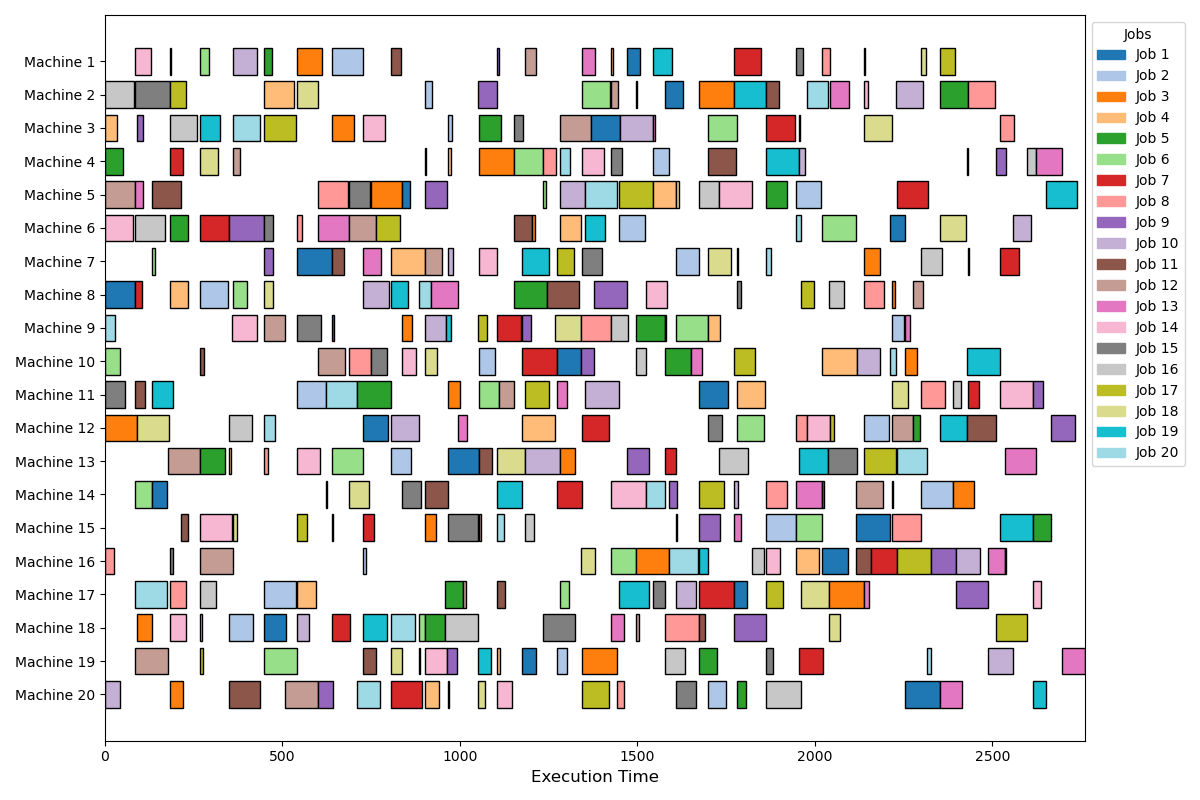 Machine 1
Machine 2
Machine 3
Machine 4
Machine 5
Machine 6
Machine 7
Machine 8
Machine 9
Machine 10
Machine 11
Machine 12
Machine 13
Machine 14
Machine 15
Machine 16
Machine 17
Machine 18
Machine 19
Machine 20
0 500 1000 1500 2000 2500
Execution Time
Jobs
Job 1
Job 2
Job 3
Job 4
Job 5
Job 6
Job 7
Job 8
Job 9
Job 10
Job 11
Job 12
Job 13
Job 14
Job 15
Job 16
Job 17
Job 18
Job 19
Job 20